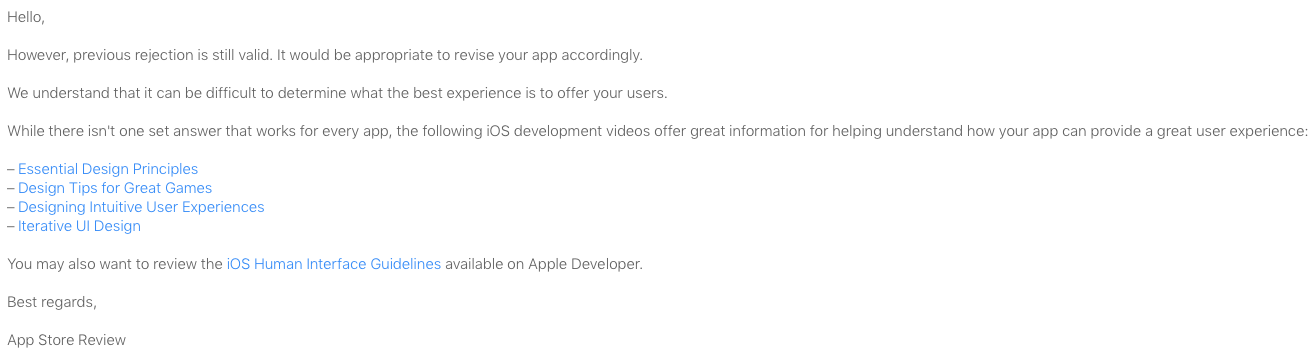 Hello,
However, previous rejection is still valid. It would be appropriate to revise your app accordingly.
We understand that it can be difficult to determine what the best experience is to offer your users.
While there isn't one set answer that works for every app, the following iOS development videos offer great information for helping understand how your app can provide a great user experience:
– Essential Design Principles
– Design Tips for Great Games
– Designing Intuitive User Experiences
– Iterative UI Design
You may also want to review the iOS Human Interface Guidelines available on Apple Developer.
Best regards,
App Store Review